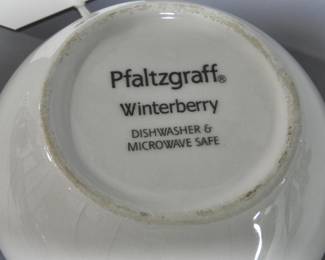 Pfaltzgraff®
Winterberry
DISHWASHER &
MICROWAVE SAFE